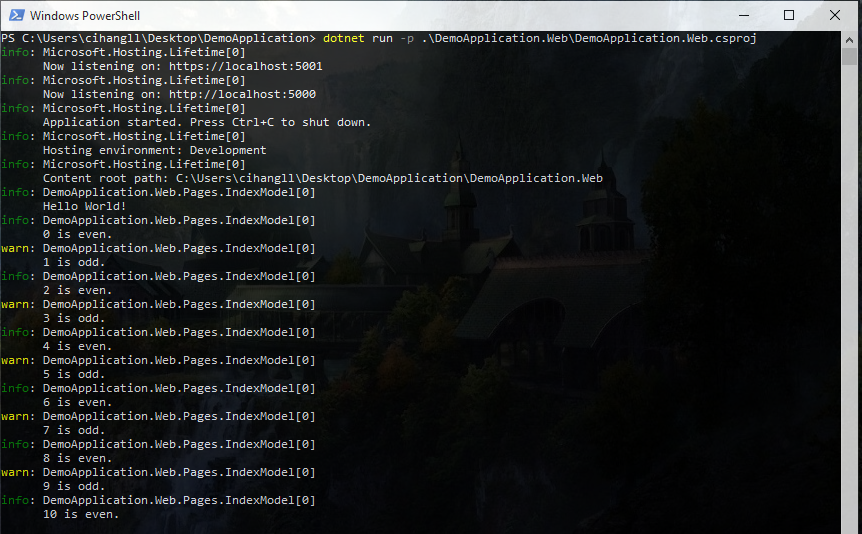 Windows PowerShell
PS C:\Users\cihangll\Desktop\DemoApplication> dotnet run -p .\DemoApplication.Web\DemoApplication.Web.csproj
info: Microsoft.Hosting.Lifetime[0]
      Now listening on: https://localhost:5001
info: Microsoft.Hosting.Lifetime[0]
      Now listening on: http://localhost:5000
info: Microsoft.Hosting.Lifetime[0]
      Application started. Press Ctrl+C to shut down.
info: Microsoft.Hosting.Lifetime[0]
      Hosting environment: Development
info: Microsoft.Hosting.Lifetime[0]
      Content root path: C:\Users\cihangll\Desktop\DemoApplication\DemoApplication.Web
info: DemoApplication.Web.Pages.IndexModel[0]
      Hello World!
info: DemoApplication.Web.Pages.IndexModel[0]
      0 is even.
warn: DemoApplication.Web.Pages.IndexModel[0]
      1 is odd.
info: DemoApplication.Web.Pages.IndexModel[0]
      2 is even.
warn: DemoApplication.Web.Pages.IndexModel[0]
      3 is odd.
info: DemoApplication.Web.Pages.IndexModel[0]
      4 is even.
warn: DemoApplication.Web.Pages.IndexModel[0]
      5 is odd.
info: DemoApplication.Web.Pages.IndexModel[0]
      6 is even.
warn: DemoApplication.Web.Pages.IndexModel[0]
      7 is odd.
info: DemoApplication.Web.Pages.IndexModel[0]
      8 is even.
warn: DemoApplication.Web.Pages.IndexModel[0]
      9 is odd.
info: DemoApplication.Web.Pages.IndexModel[0]
      10 is even.